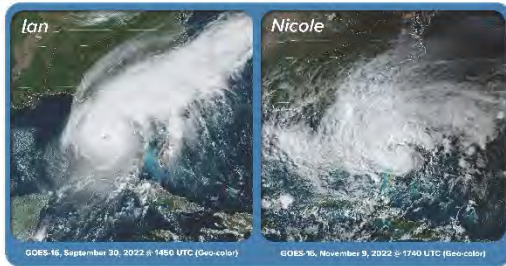 Ian
Nicole
GOES-16, September 30, 2022 @ 1450 UTC (Geo-color)
GOES-16, November 9, 2022 @ 1740 UTC (Geo-color)